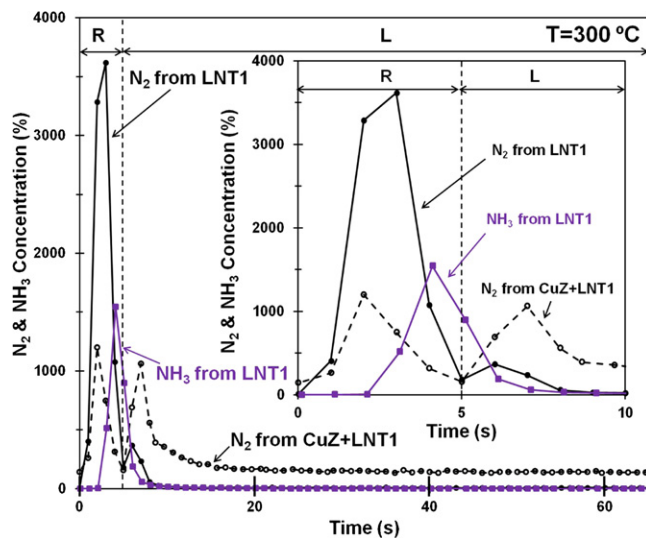 4000
R
L
T=300 ºC
N₂ from LNT1
3000
2000
1000
0
N₂ & NH₃ Concentration (%)
NH₃ from LNT1
N₂ from CuZ+LNT1
0
20
40
60
Time (s)
4000
R
L
3000
2000
1000
0
N₂ & NH₃ Concentration (%)
N₂ from LNT1
NH₃ from LNT1
N₂ from CuZ+LNT1
0
5
10
Time (s)